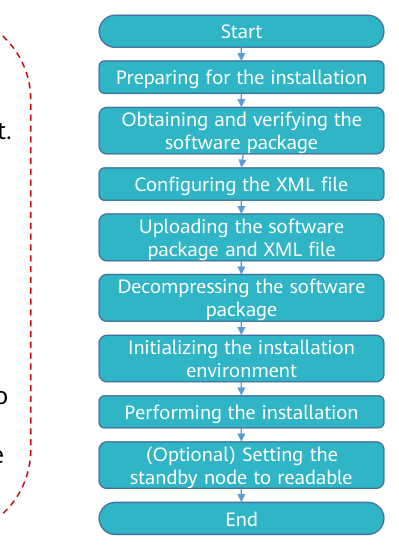 Start
Preparing for the installation
Obtaining and verifying the
software package
Configuring the XML file
Uploading the software
package and XML file
Decompressing the software
package
Initializing the installation
environment
Performing the installation
(Optional) Setting the
standby node to readable
End